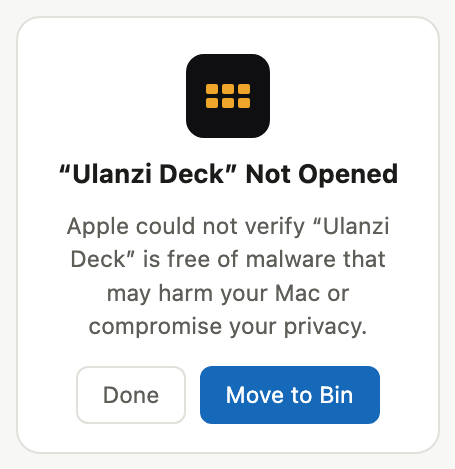 “Ulanzi Deck” Not Opened
Apple could not verify “Ulanzi
Deck” is free of malware that
may harm your Mac or
compromise your privacy.
Done
Move to Bin